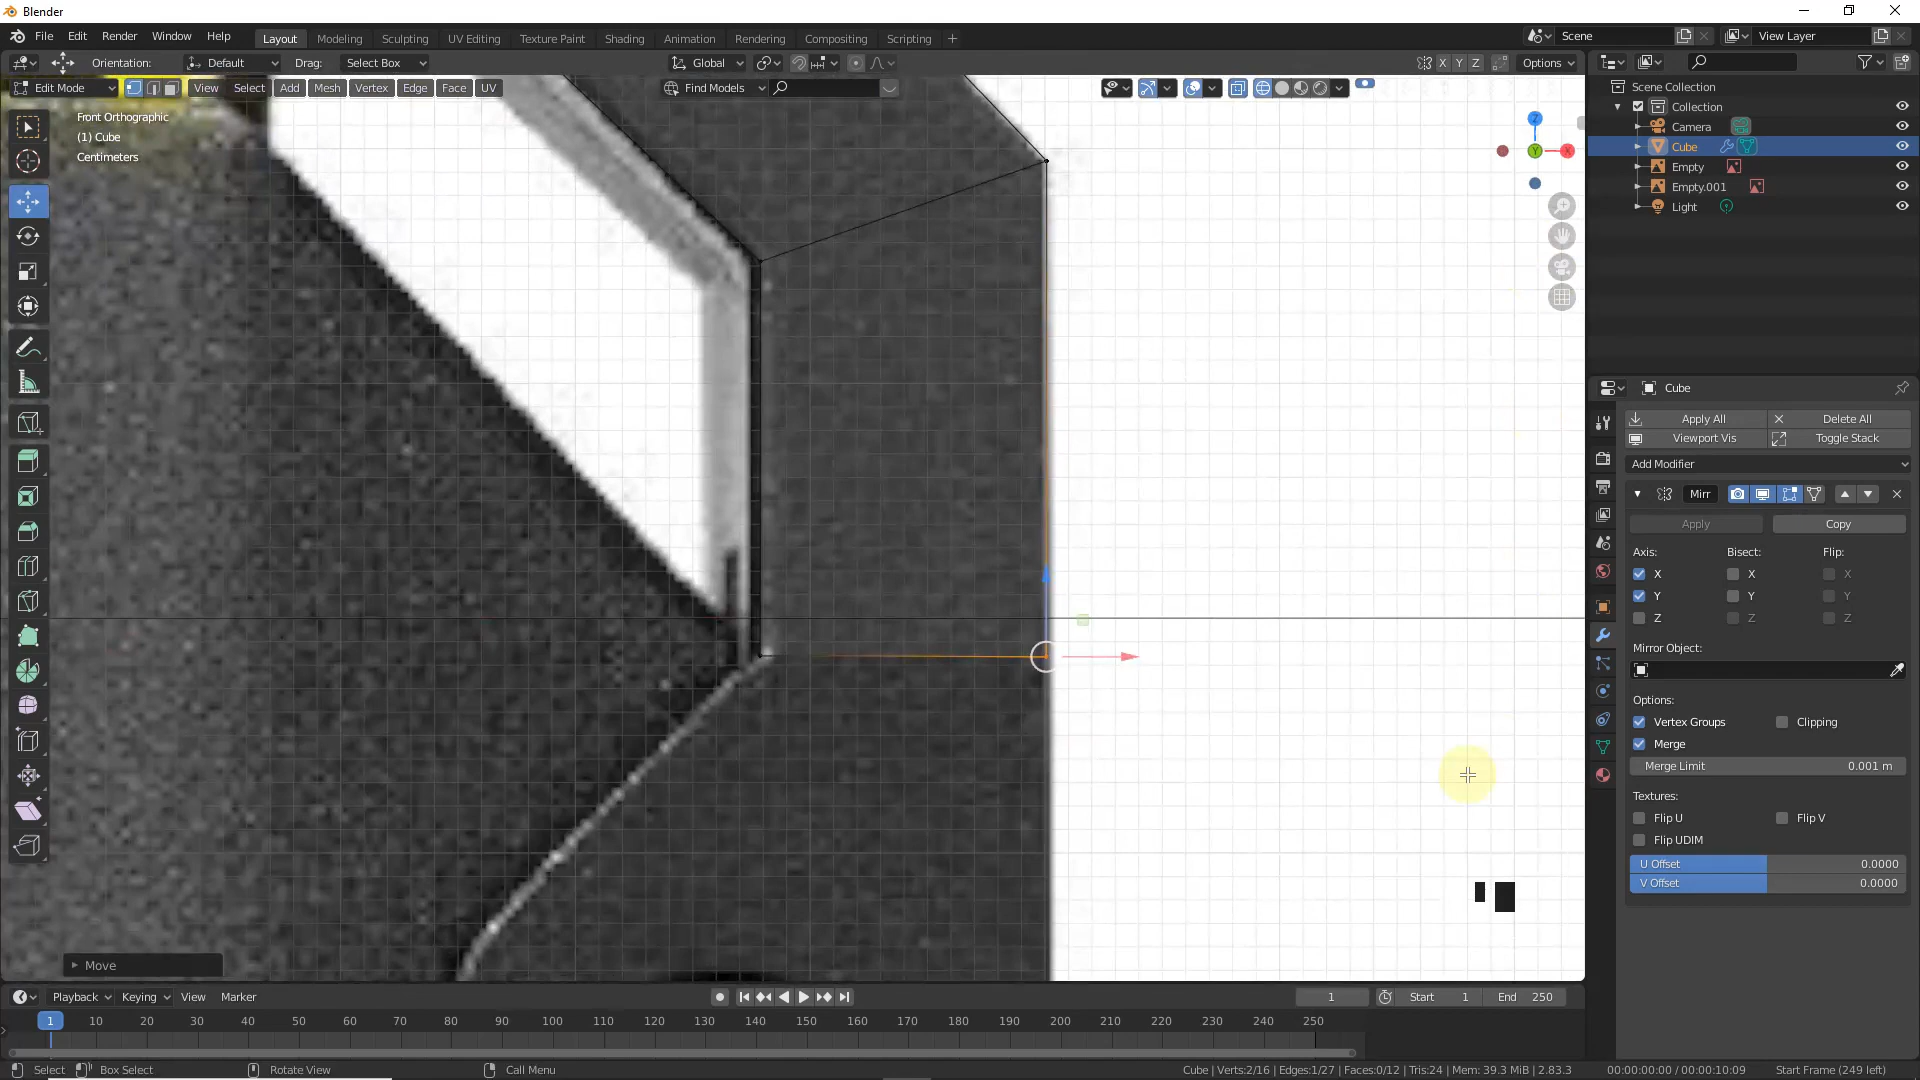 Blender
File Edit Render Window Help Layout Modeling Sculpting UV Editing Texture Paint Shading Animation Rendering Compositing Scripting + Scene View Layer
Orientation: Default Drag: Select Box Global X Y Z Options
Edit Mode View Select Add Mesh Vertex Edge Face UV Find Models
Scene Collection
Collection
Camera
Cube
Empty
Empty.001
Light
Front Orthographic
(1) Cube
Centimeters
Z
Y
X
Cube
Apply All Delete All
Viewport Vis Toggle Stack
Add Modifier
Mirr
Apply Copy
Axis: Bisect: Flip:
X X X
Y Y Y
Z Z Z
Mirror Object:
Options:
Vertex Groups Clipping
Merge
Merge Limit 0.001 m
Textures:
Flip U Flip V
Flip UDIM
U Offset 0.0000
V Offset 0.0000
Move
Playback Keying View Marker 1 Start 1 End 250
1 10 20 30 40 50 60 70 80 90 100 110 120 130 140 150 160 170 180 190 200 210 220 230 240 250
Select Box Select Rotate View Call Menu Cube | Verts:2/16 | Edges:1/27 | Faces:0/12 | Tris:24 | Mem: 39.3 MiB | 2.83.3 00:00:00:00 / 00:00:10:09 Start Frame (249 left)